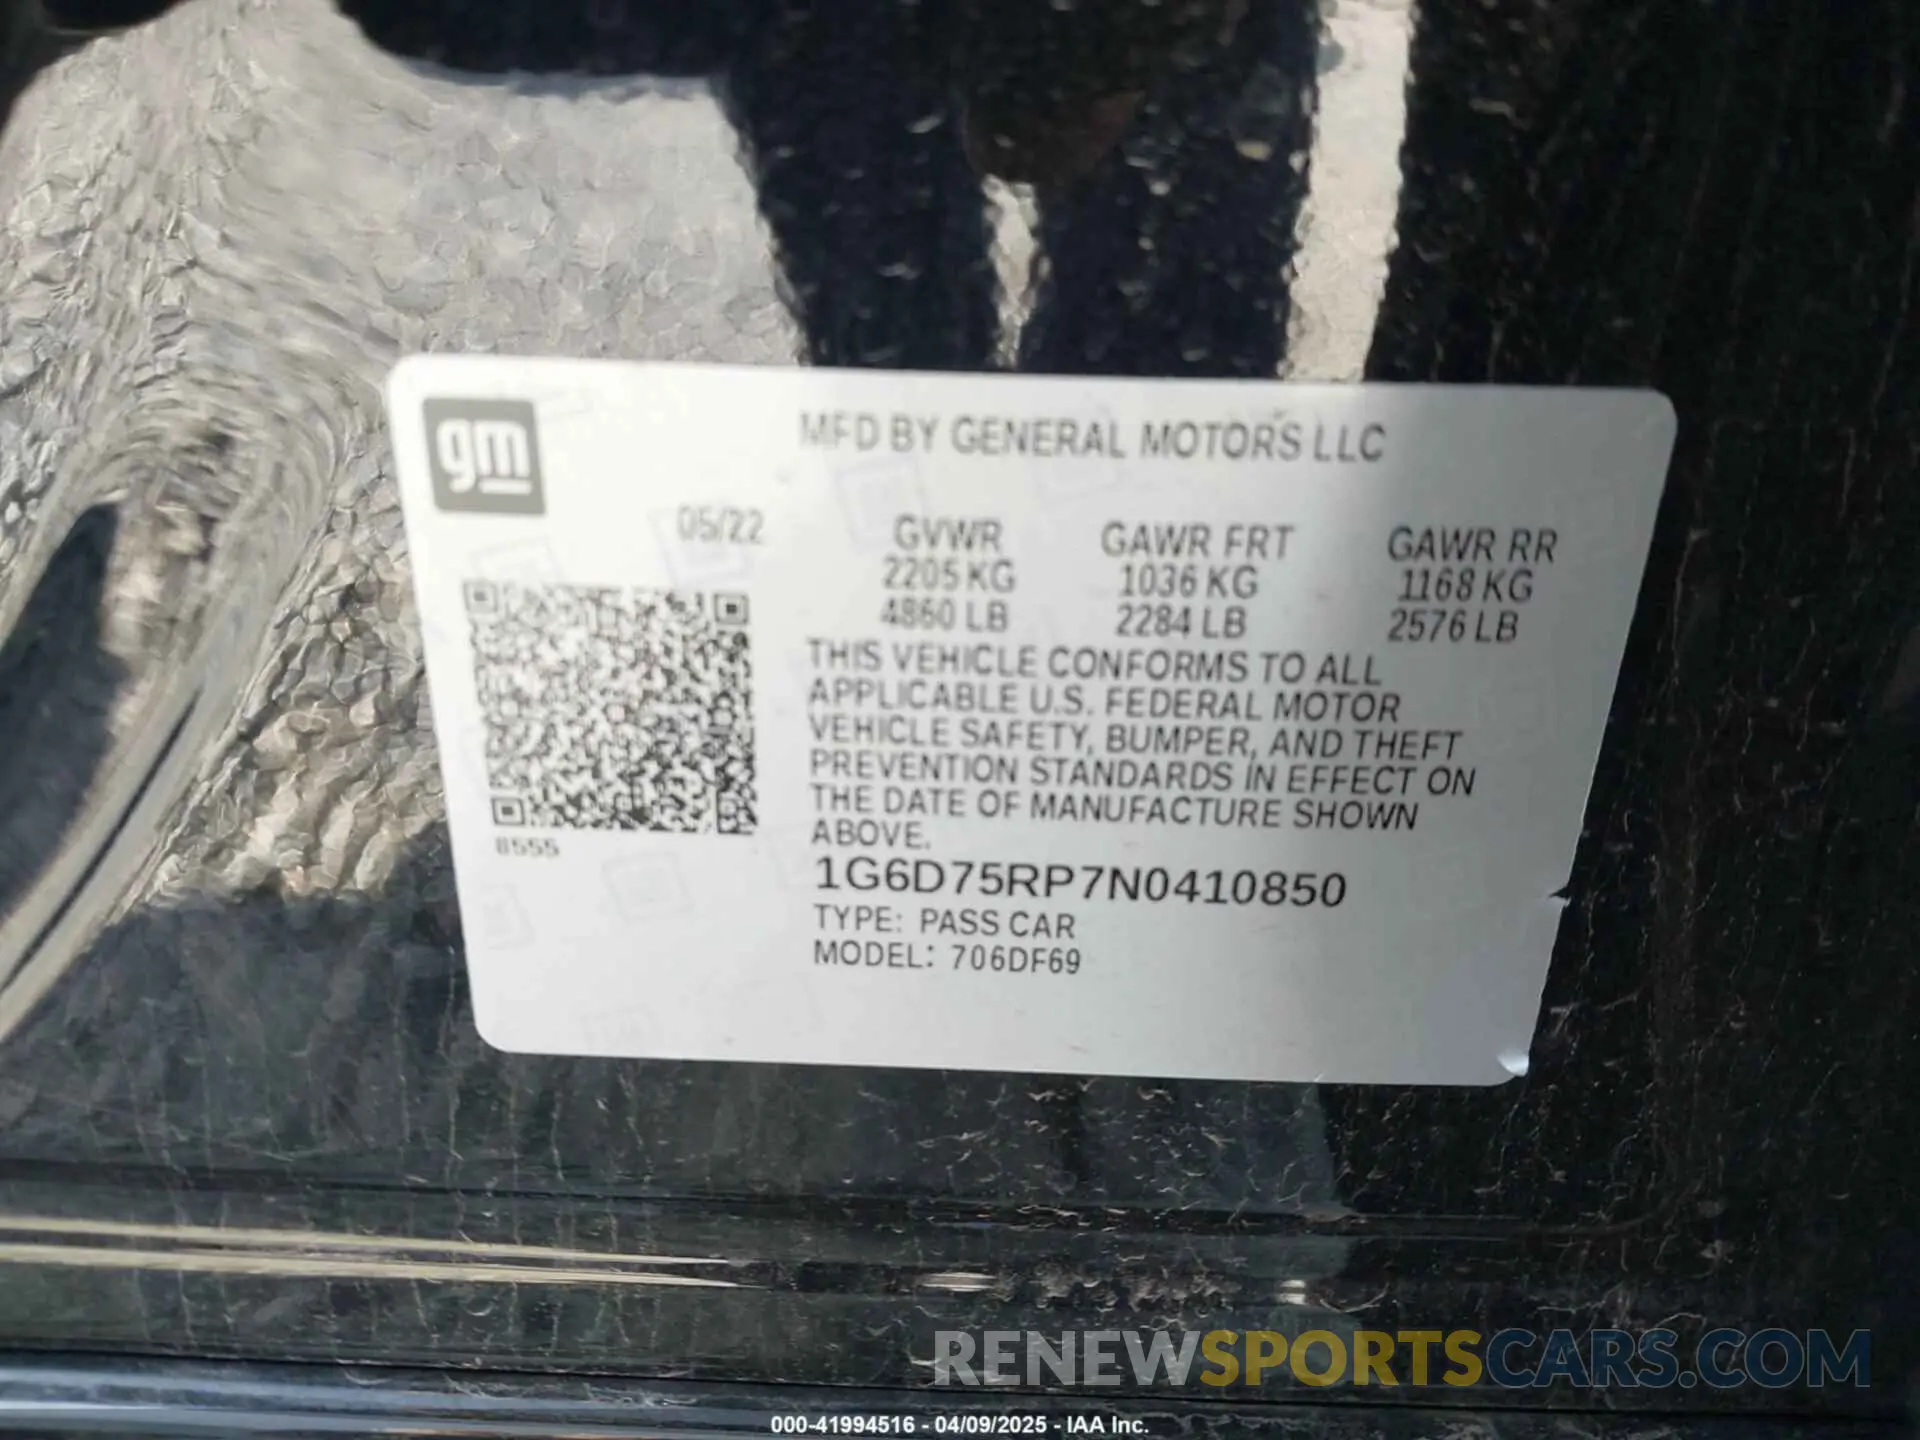 gm
MFD BY GENERAL MOTORS LLC
05/22
GVWR GAWR FRT GAWR RR
2205 KG 1036 KG 1168 KG
4860 LB 2284 LB 2576 LB
THIS VEHICLE CONFORMS TO ALL
APPLICABLE U.S. FEDERAL MOTOR
VEHICLE SAFETY, BUMPER, AND THEFT
PREVENTION STANDARDS IN EFFECT ON
THE DATE OF MANUFACTURE SHOWN
ABOVE.
8555
1G6D75RP7N0410850
TYPE: PASS CAR
MODEL: 706DF69
RENEWSPORTSCARS.COM
000-41994516 - 04/09/2025 - IAA Inc.